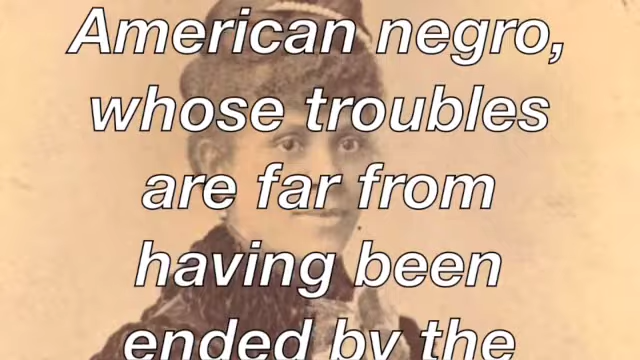 American negro,
whose troubles
are far from
having been
ended by the